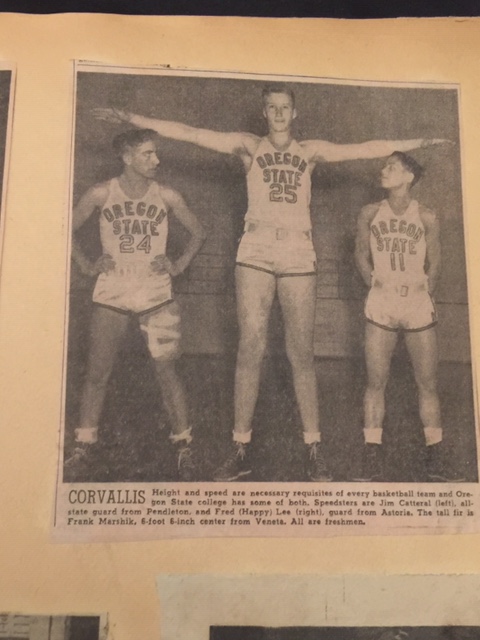 OREGON
STATE
24
OREGON
STATE
25
OREGON
STATE
11
CORVALLIS Height and speed are necessary requisites of every basketball team and Ore-
gon State college has some of both. Speedsters are Jim Catteral (left), all-
state guard from Pendleton, and Fred (Happy) Lee (right), guard from Astoria. The tall fir is
Frank Marshik, 6-foot 6-inch center from Veneta. All are freshmen.